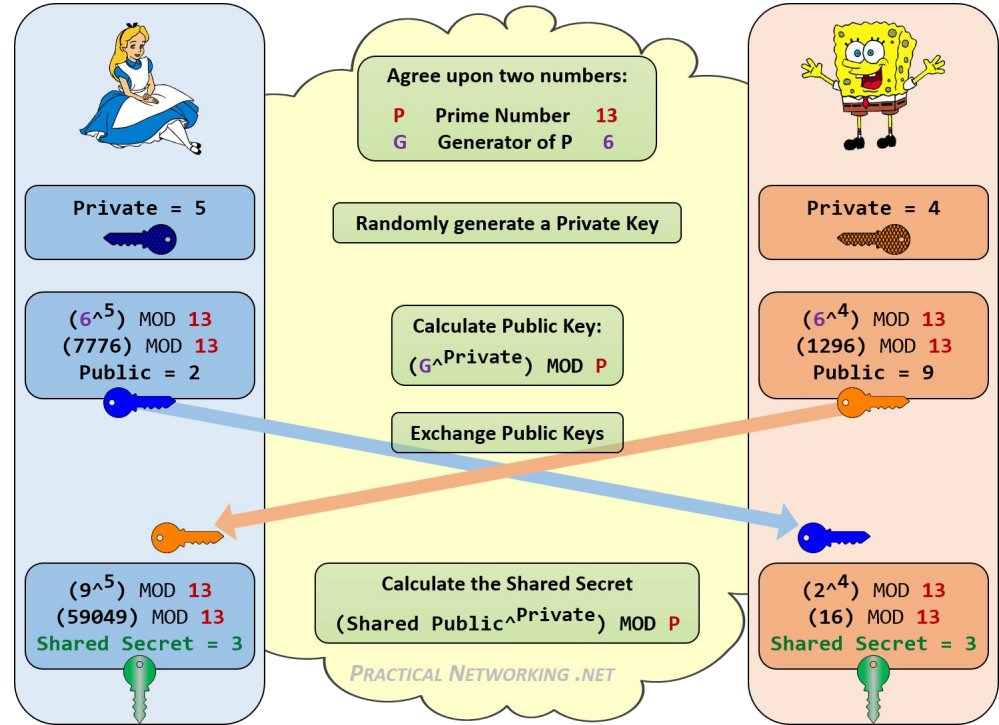 Agree upon two numbers:
P Prime Number 13
G Generator of P 6
Private = 5
Randomly generate a Private Key
Private = 4
(6^5) MOD 13
(7776) MOD 13
Public = 2
Calculate Public Key:
(G^Private) MOD P
(6^4) MOD 13
(1296) MOD 13
Public = 9
Exchange Public Keys
(9^5) MOD 13
(59049) MOD 13
Shared Secret = 3
Calculate the Shared Secret
(Shared Public^Private) MOD P
(2^4) MOD 13
(16) MOD 13
Shared Secret = 3
PRACTICAL NETWORKING .NET